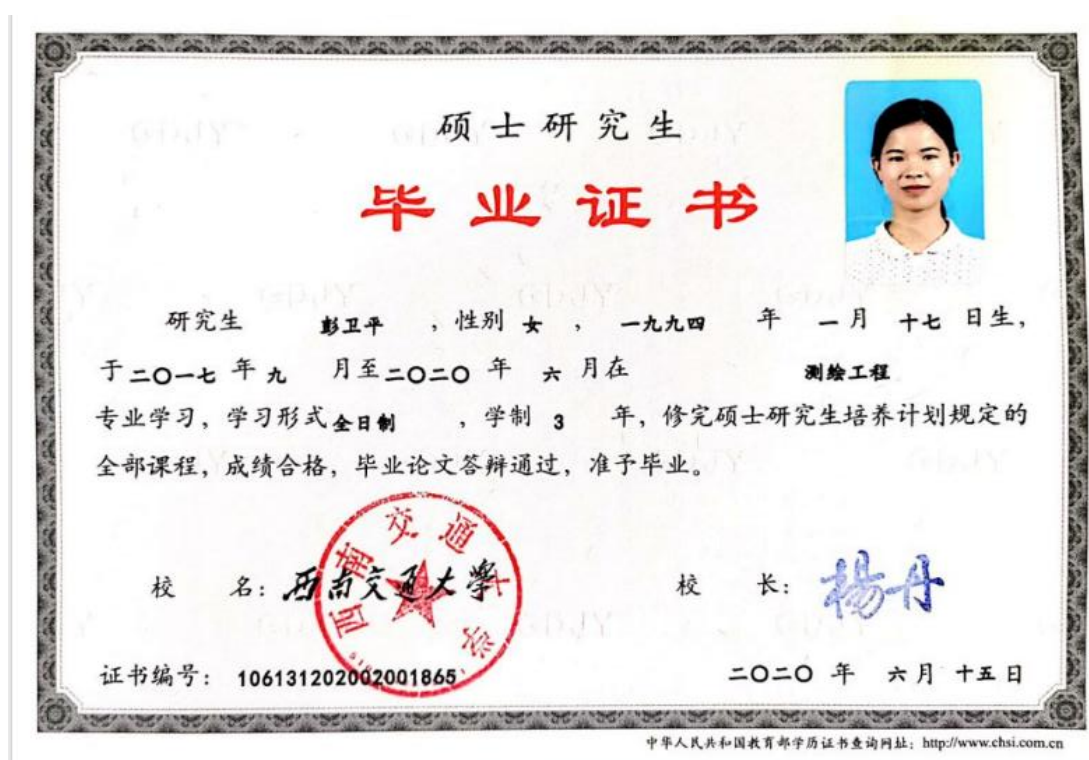 硕士研究生
毕业证书
研究生 彭卫平 ，性别 女 ， 一九九四 年 一月 十七 日生，
于二〇一七 年 九 月至二〇二〇 年 六 月在 测绘工程
专业学习，学习形式 全日制 ，学制 3 年，修完硕士研究生培养计划规定的
全部课程，成绩合格，毕业论文答辩通过，准予毕业。
西南交通大学
校 名：西南交通大學
校 长：楊丹
证书编号： 106131202002001865
二〇二〇 年 六月 十五日
中华人民共和国教育部学历证书查询网址：http://www.chsi.com.cn